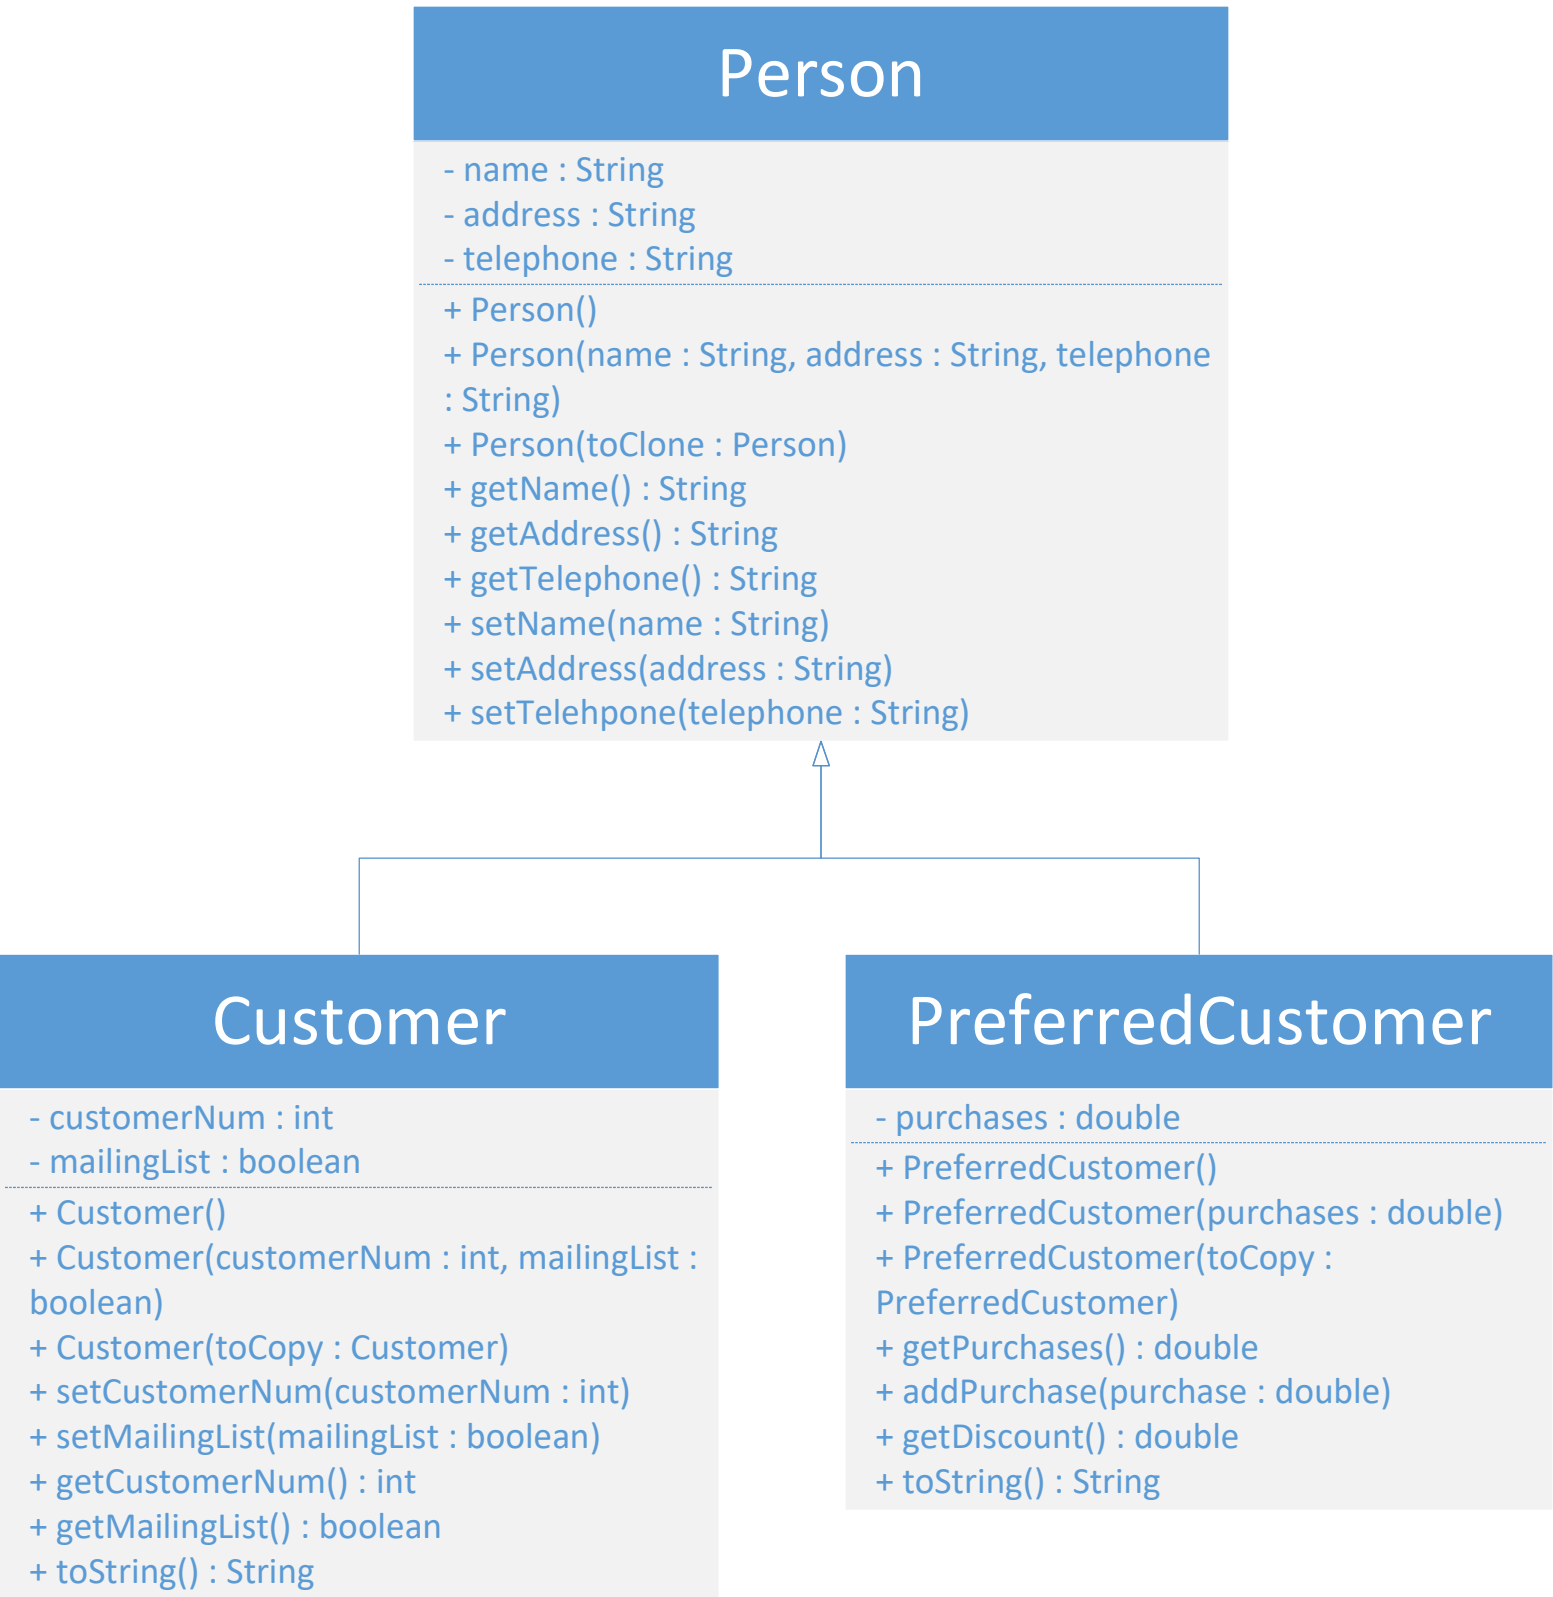 Person
- name : String
- address : String
- telephone : String
+ Person()
+ Person(name : String, address : String, telephone
: String)
+ Person(toClone : Person)
+ getName() : String
+ getAddress() : String
+ getTelephone() : String
+ setName(name : String)
+ setAddress(address : String)
+ setTelehpone(telephone : String)
Customer
- customerNum : int
- mailingList : boolean
+ Customer()
+ Customer(customerNum : int, mailingList :
boolean)
+ Customer(toCopy : Customer)
+ setCustomerNum(customerNum : int)
+ setMailingList(mailingList : boolean)
+ getCustomerNum() : int
+ getMailingList() : boolean
+ toString() : String
PreferredCustomer
- purchases : double
+ PreferredCustomer()
+ PreferredCustomer(purchases : double)
+ PreferredCustomer(toCopy :
PreferredCustomer)
+ getPurchases() : double
+ addPurchase(purchase : double)
+ getDiscount() : double
+ toString() : String